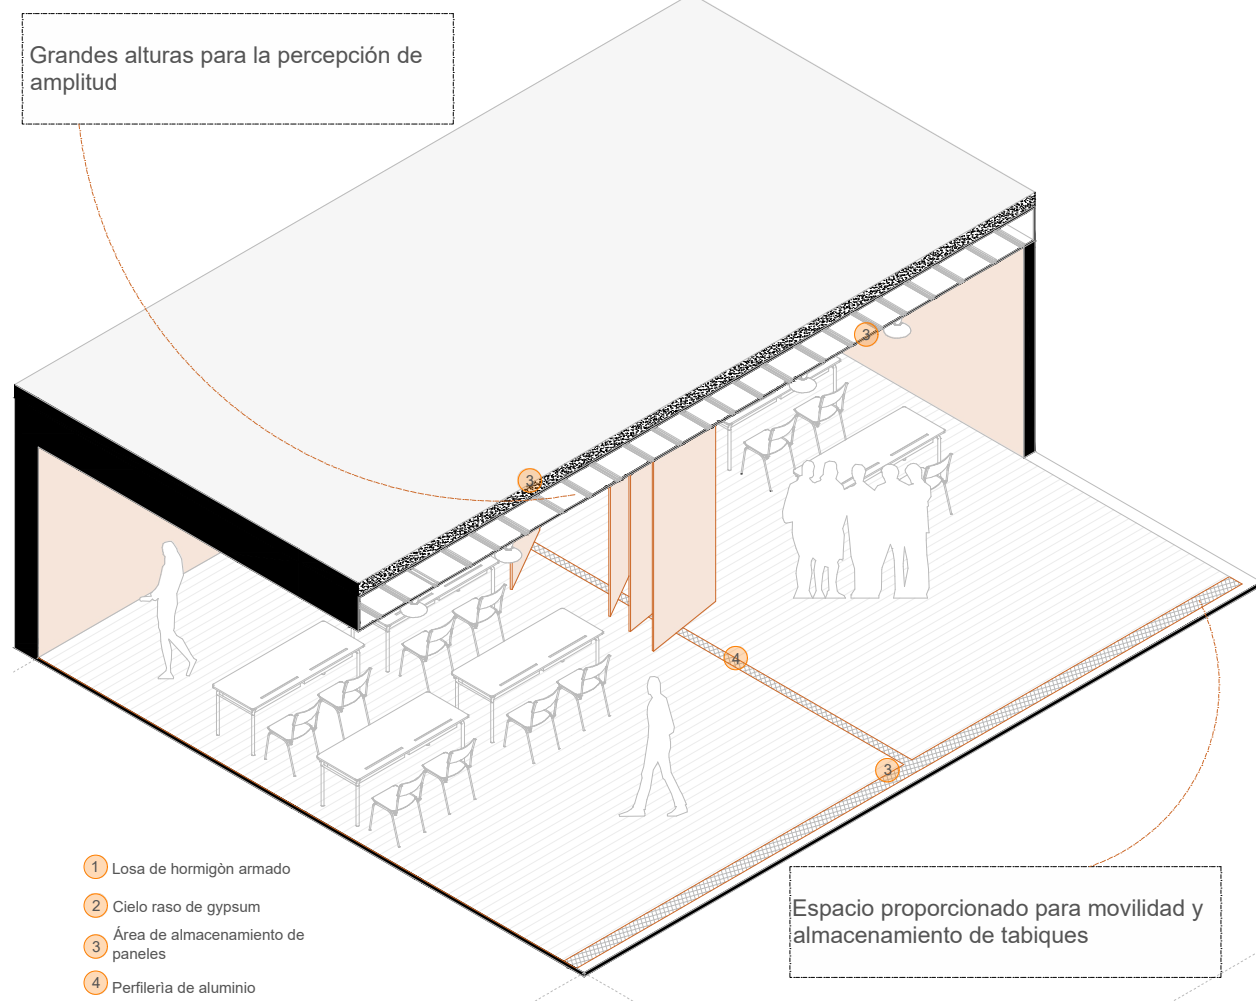 Grandes alturas para la percepción de
amplitud
3
3
4
3
1 Losa de hormigòn armado
2 Cielo raso de gypsum
3 Área de almacenamiento de
paneles
4 Perfilerìa de aluminio
Espacio proporcionado para movilidad y
almacenamiento de tabiques